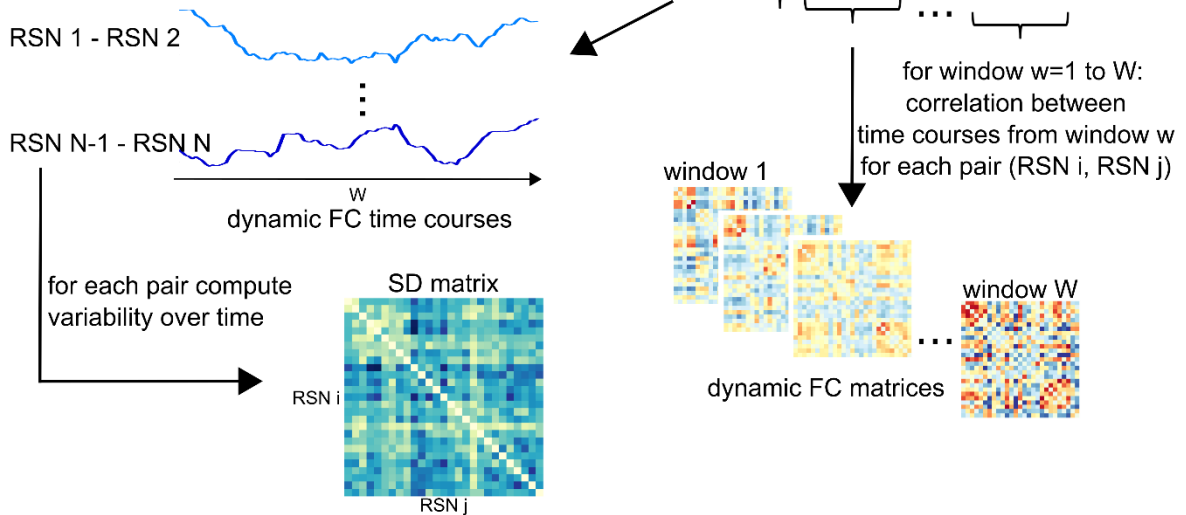 RSN 1 - RSN 2
RSN N-1 - RSN N
W
dynamic FC time courses
for each pair compute
variability over time
SD matrix
RSN i
RSN j
...
for window w=1 to W:
correlation between
time courses from window w
for each pair (RSN i, RSN j)
window 1
...
window W
dynamic FC matrices